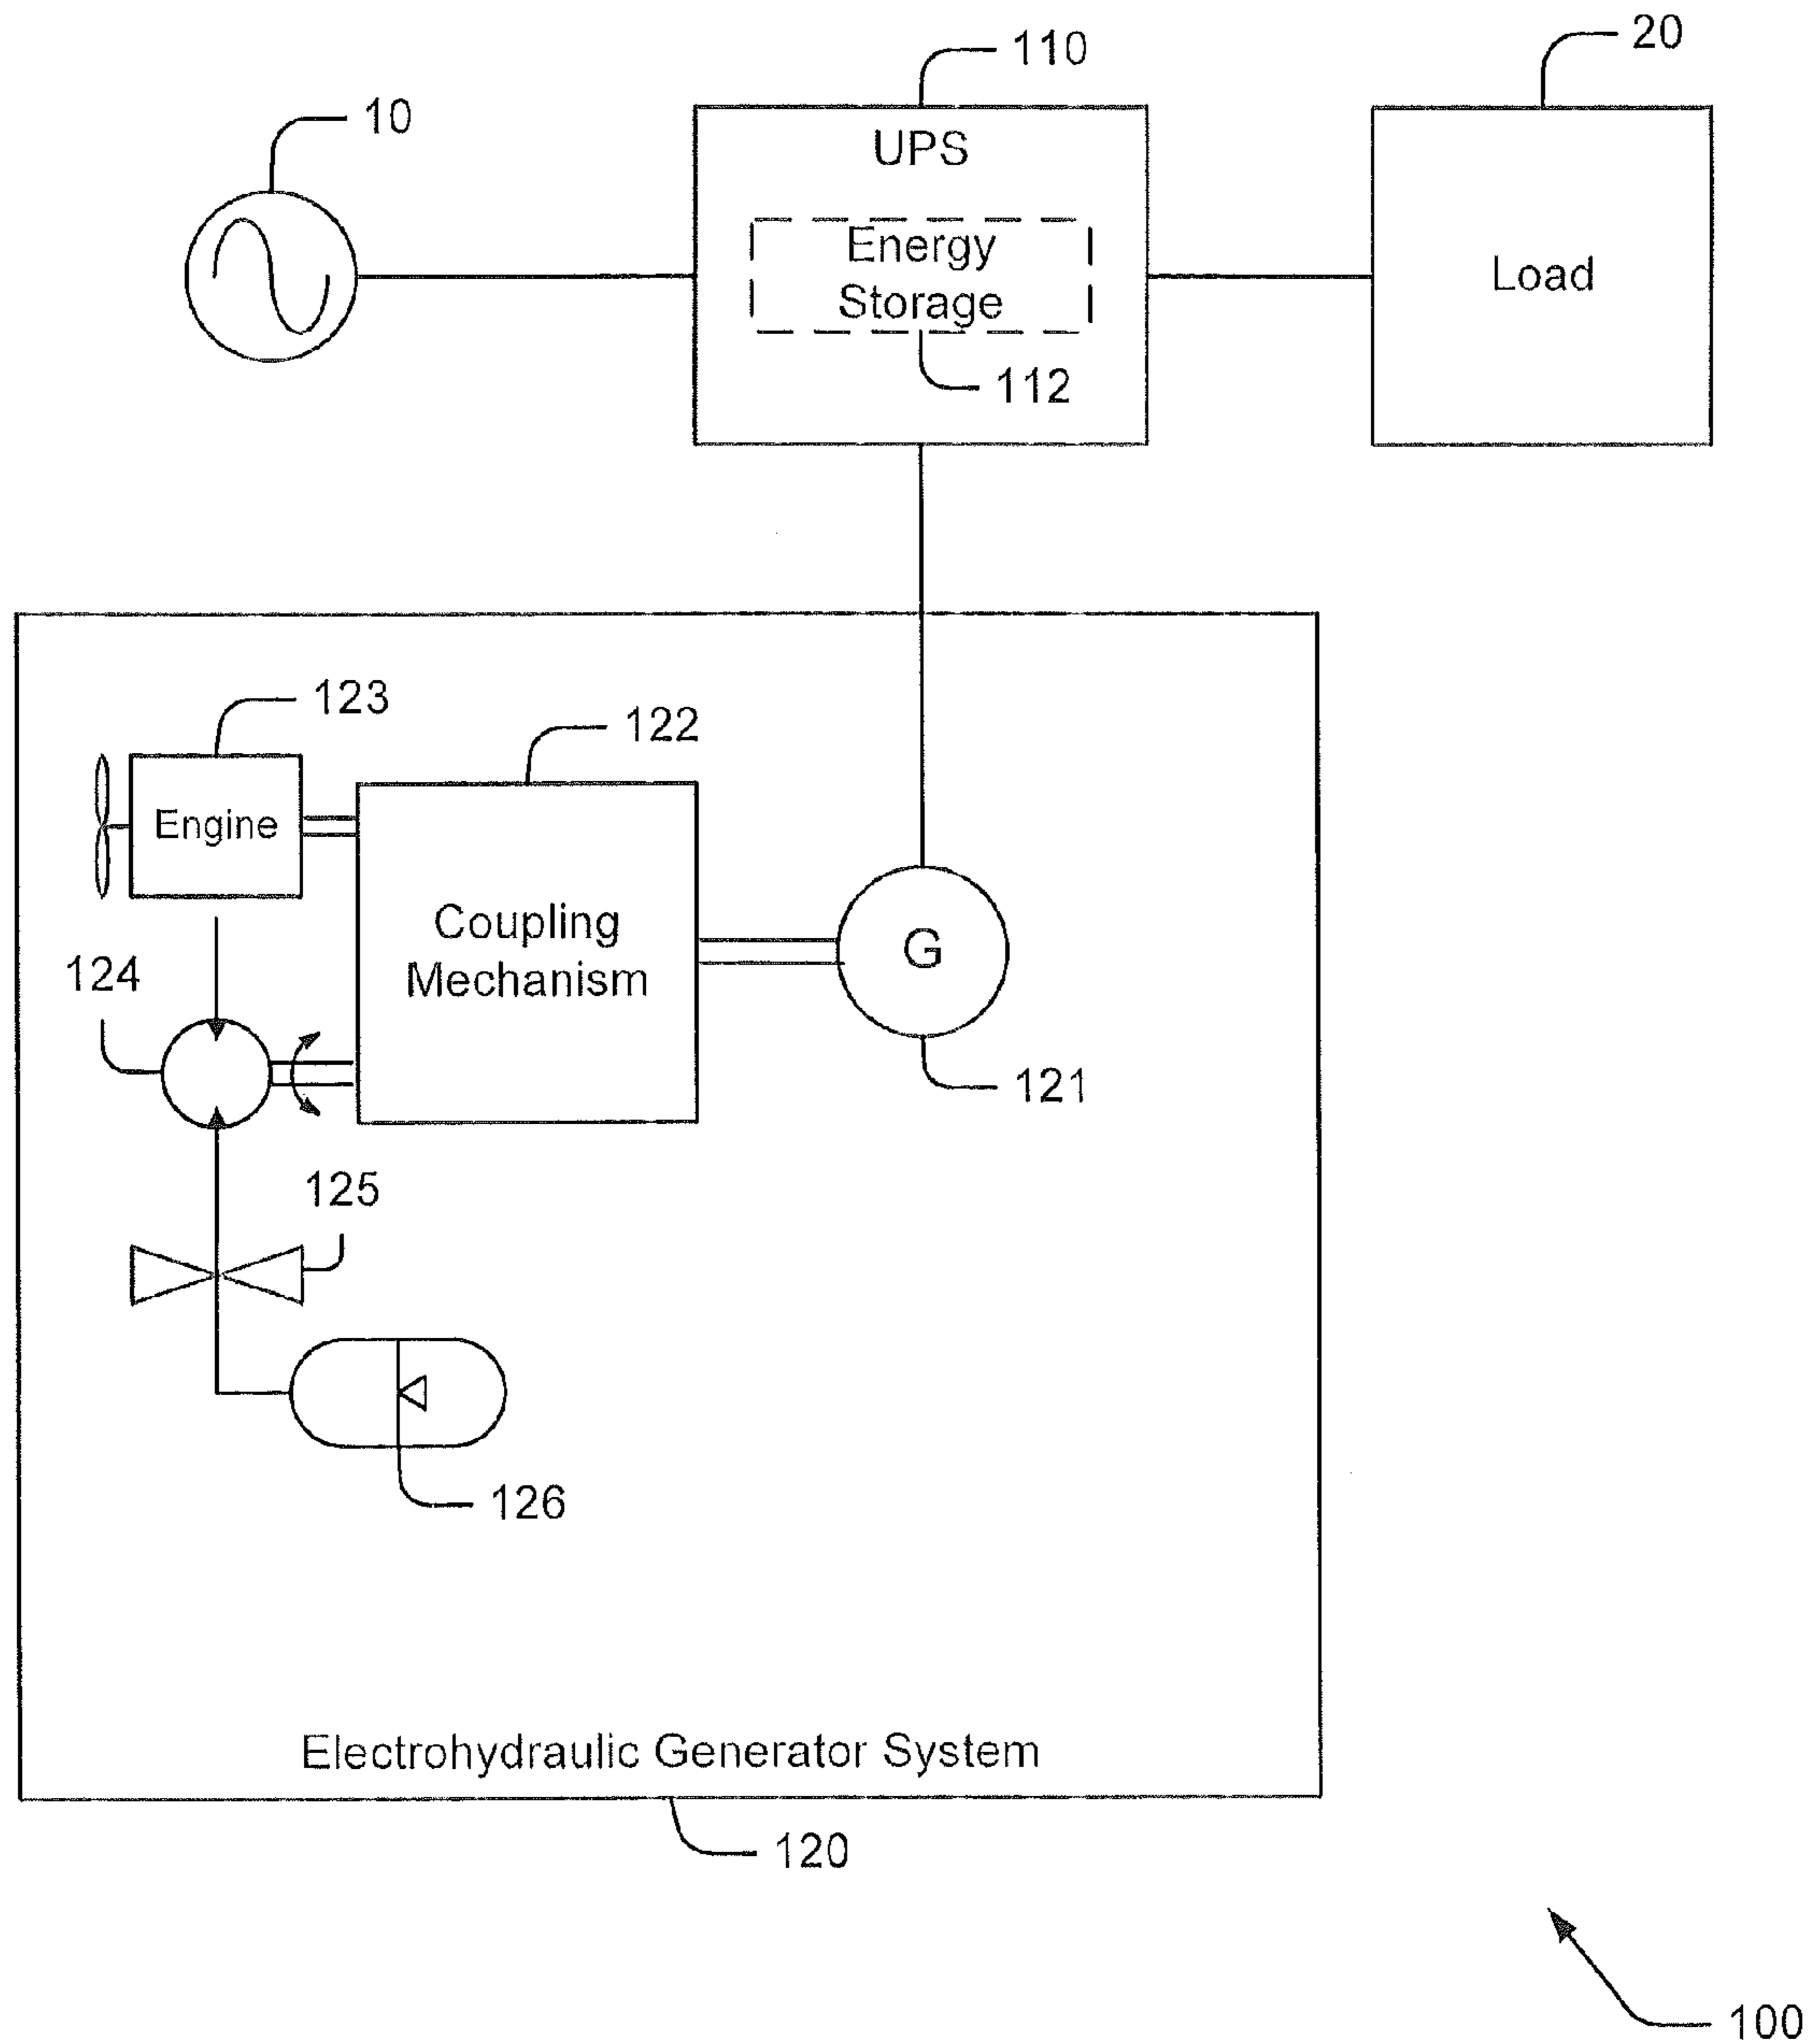 20
110
10
UPS
Energy
Storage
Load
112
123
122
Engine
Coupling
Mechanism
G
124
121
125
126
Electrohydraulic Generator System
120
100